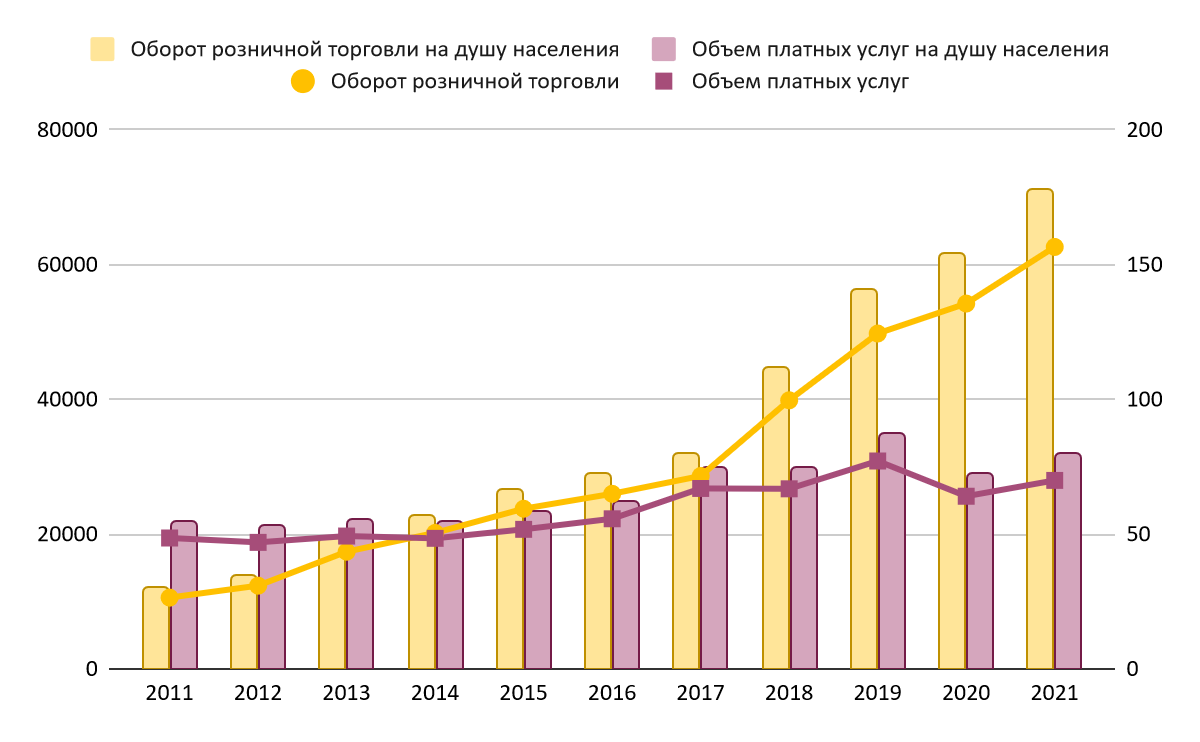 Оборот розничной торговли на душу населения Объем платных услуг на душу населения
Оборот розничной торговли Объем платных услуг
80000 200
60000 150
40000 100
20000 50
0 0
2011 2012 2013 2014 2015 2016 2017 2018 2019 2020 2021